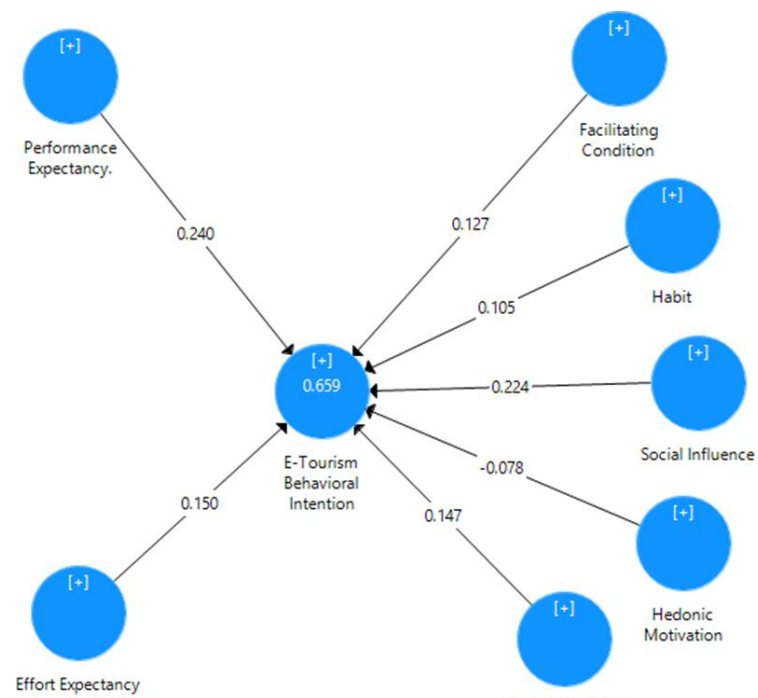 [+]
Performance
Expectancy.
[+]
Facilitating
Condition
0.240
0.127
[+]
Habit
0.105
[+]
0.659
E-Tourism
Behavioral
Intention
0.224
[+]
Social Influence
-0.078
[+]
Hedonic
Motivation
0.150
0.147
[+]
Effort Expectancy
[+]